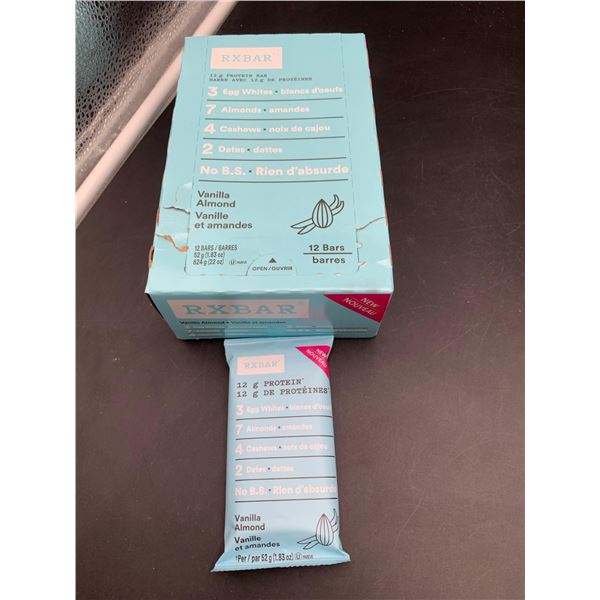 RXBAR
12 g PROTEIN BAR
BARRE AVEC 12 g DE PROTÉINES
3 Egg Whites • blancs d'oeufs
7 Almonds • amandes
4 Cashews • noix de cajou
2 Dates • dattes
No B.S. • Rien d'absurde
Vanilla
Almond
Vanille
et amandes
12 BARS / BARRES
52 g (1.83 oz)
624 g (22 oz)
12 Bars
barres
OPEN/OUVRIR
NEW
NOUVEAU
RXBAR
Vanilla Almond • Vanille et amandes
RXBAR
NEW
NOUVEAU
12 g PROTEIN*
12 g DE PROTÉINES*
3 Egg Whites • blancs d'oeufs
7 Almonds • amandes
4 Cashews • noix de cajou
2 Dates • dattes
No B.S. • Rien d'absurde
Vanilla
Almond
Vanille
et amandes
*Per / par 52 g (1.83 oz)